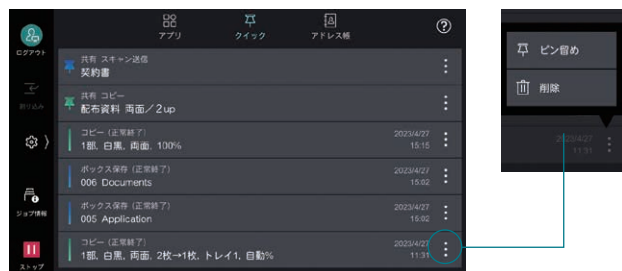 アプリ
クイック
アドレス帳
?
ログアウト
割り込み
ジョブ情報
ストップ
共有 スキャン送信
契約書
共有 コピー
配布資料 両面／2up
コピー (正常終了)
1部, 白黒, 両面, 100%
2023/4/27
15:15
ボックス保存 (正常終了)
006 Documents
2023/4/27
15:02
ボックス保存 (正常終了)
005 Application
2023/4/27
15:02
コピー (正常終了)
1部, 白黒, 両面, 2枚→1枚, トレイ1, 自動%
2023/4/27
11:31
ピン留め
削除
2023/4/27
11:31